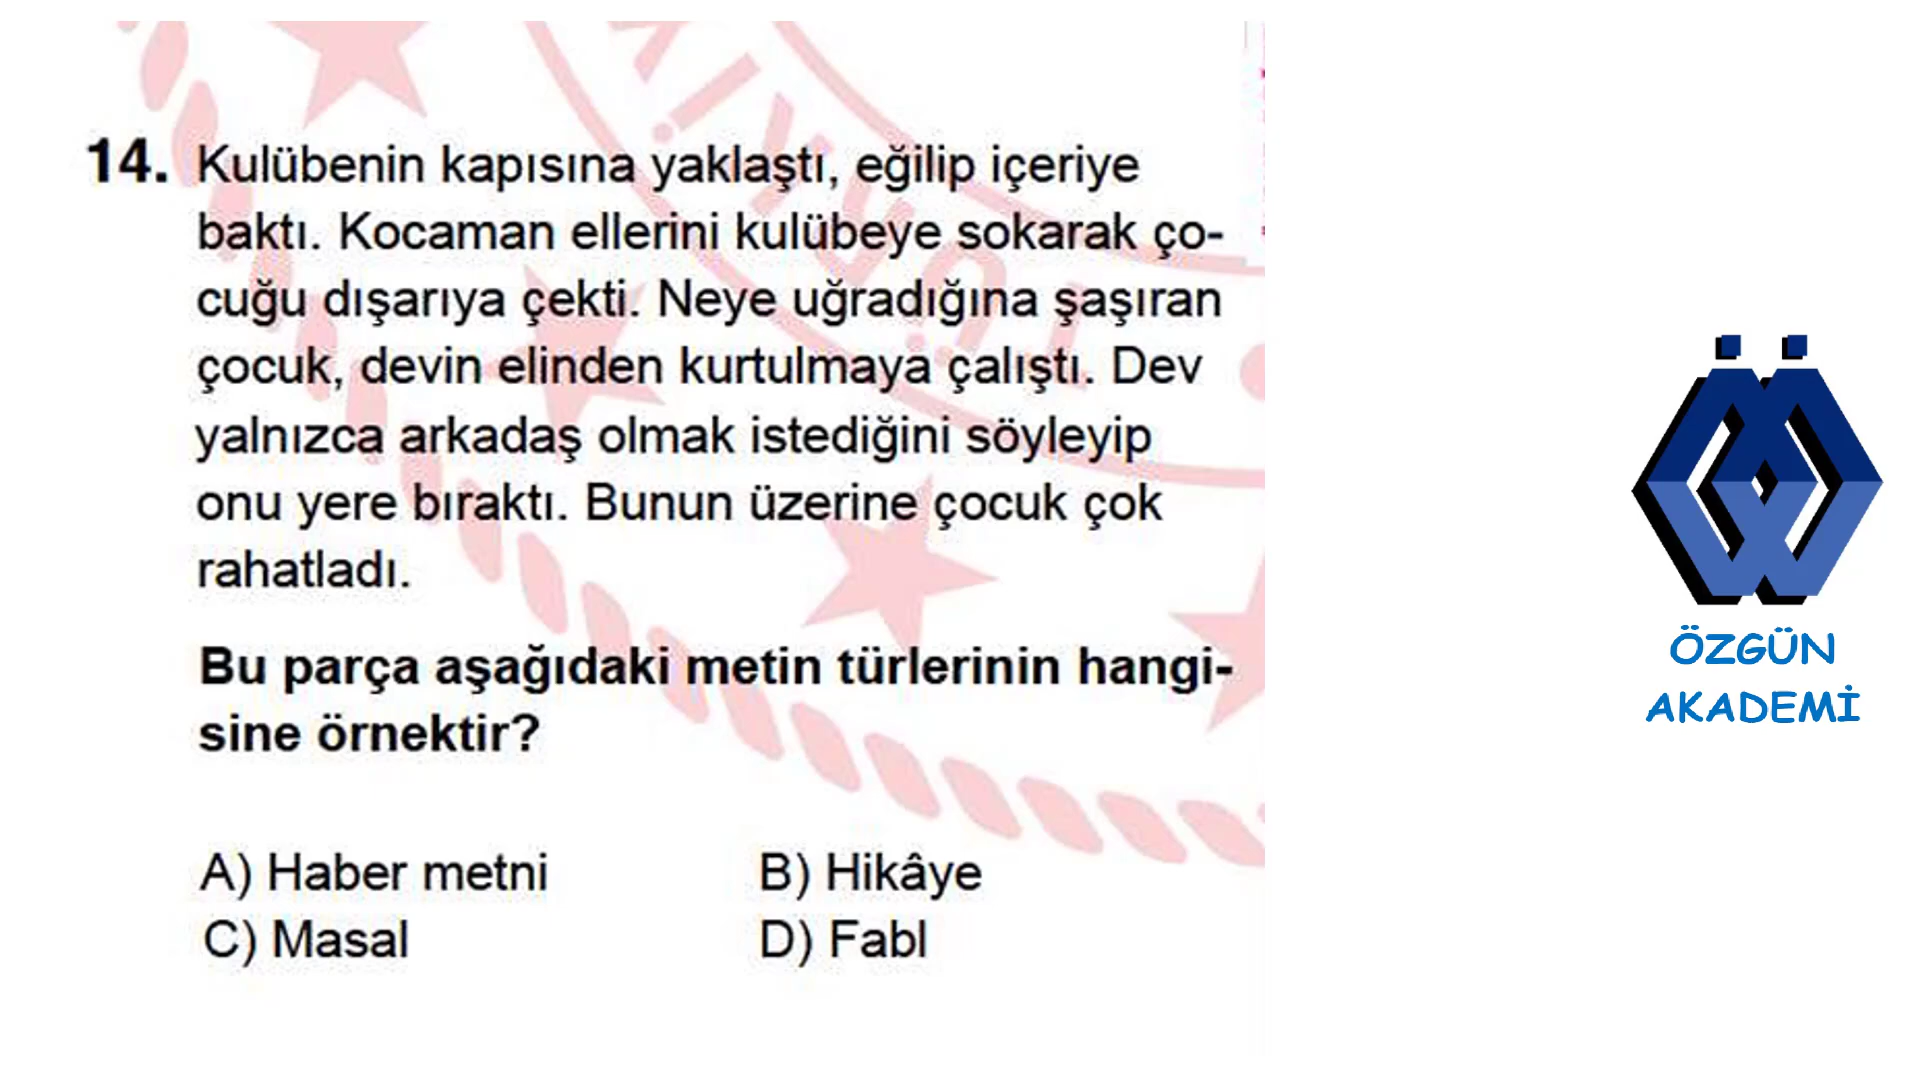 14. Kulübenin kapısına yaklaştı, eğilip içeriye
baktı. Kocaman ellerini kulübeye sokarak ço-
cuğu dışarıya çekti. Neye uğradığına şaşıran
çocuk, devin elinden kurtulmaya çalıştı. Dev
yalnızca arkadaş olmak istediğini söyleyip
onu yere bıraktı. Bunun üzerine çocuk çok
rahatladı.
Bu parça aşağıdaki metin türlerinin hangi-
sine örnektir?
A) Haber metni B) Hikâye
C) Masal D) Fabl
ÖZGÜN
AKADEMİ